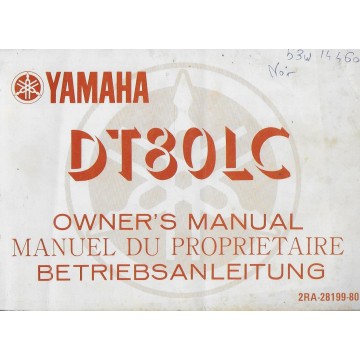 53W 14460
Noir
YAMAHA
DT80LC
OWNER'S MANUAL
MANUEL DU PROPRIETAIRE
BETRIEBSANLEITUNG
2RA-28199-80